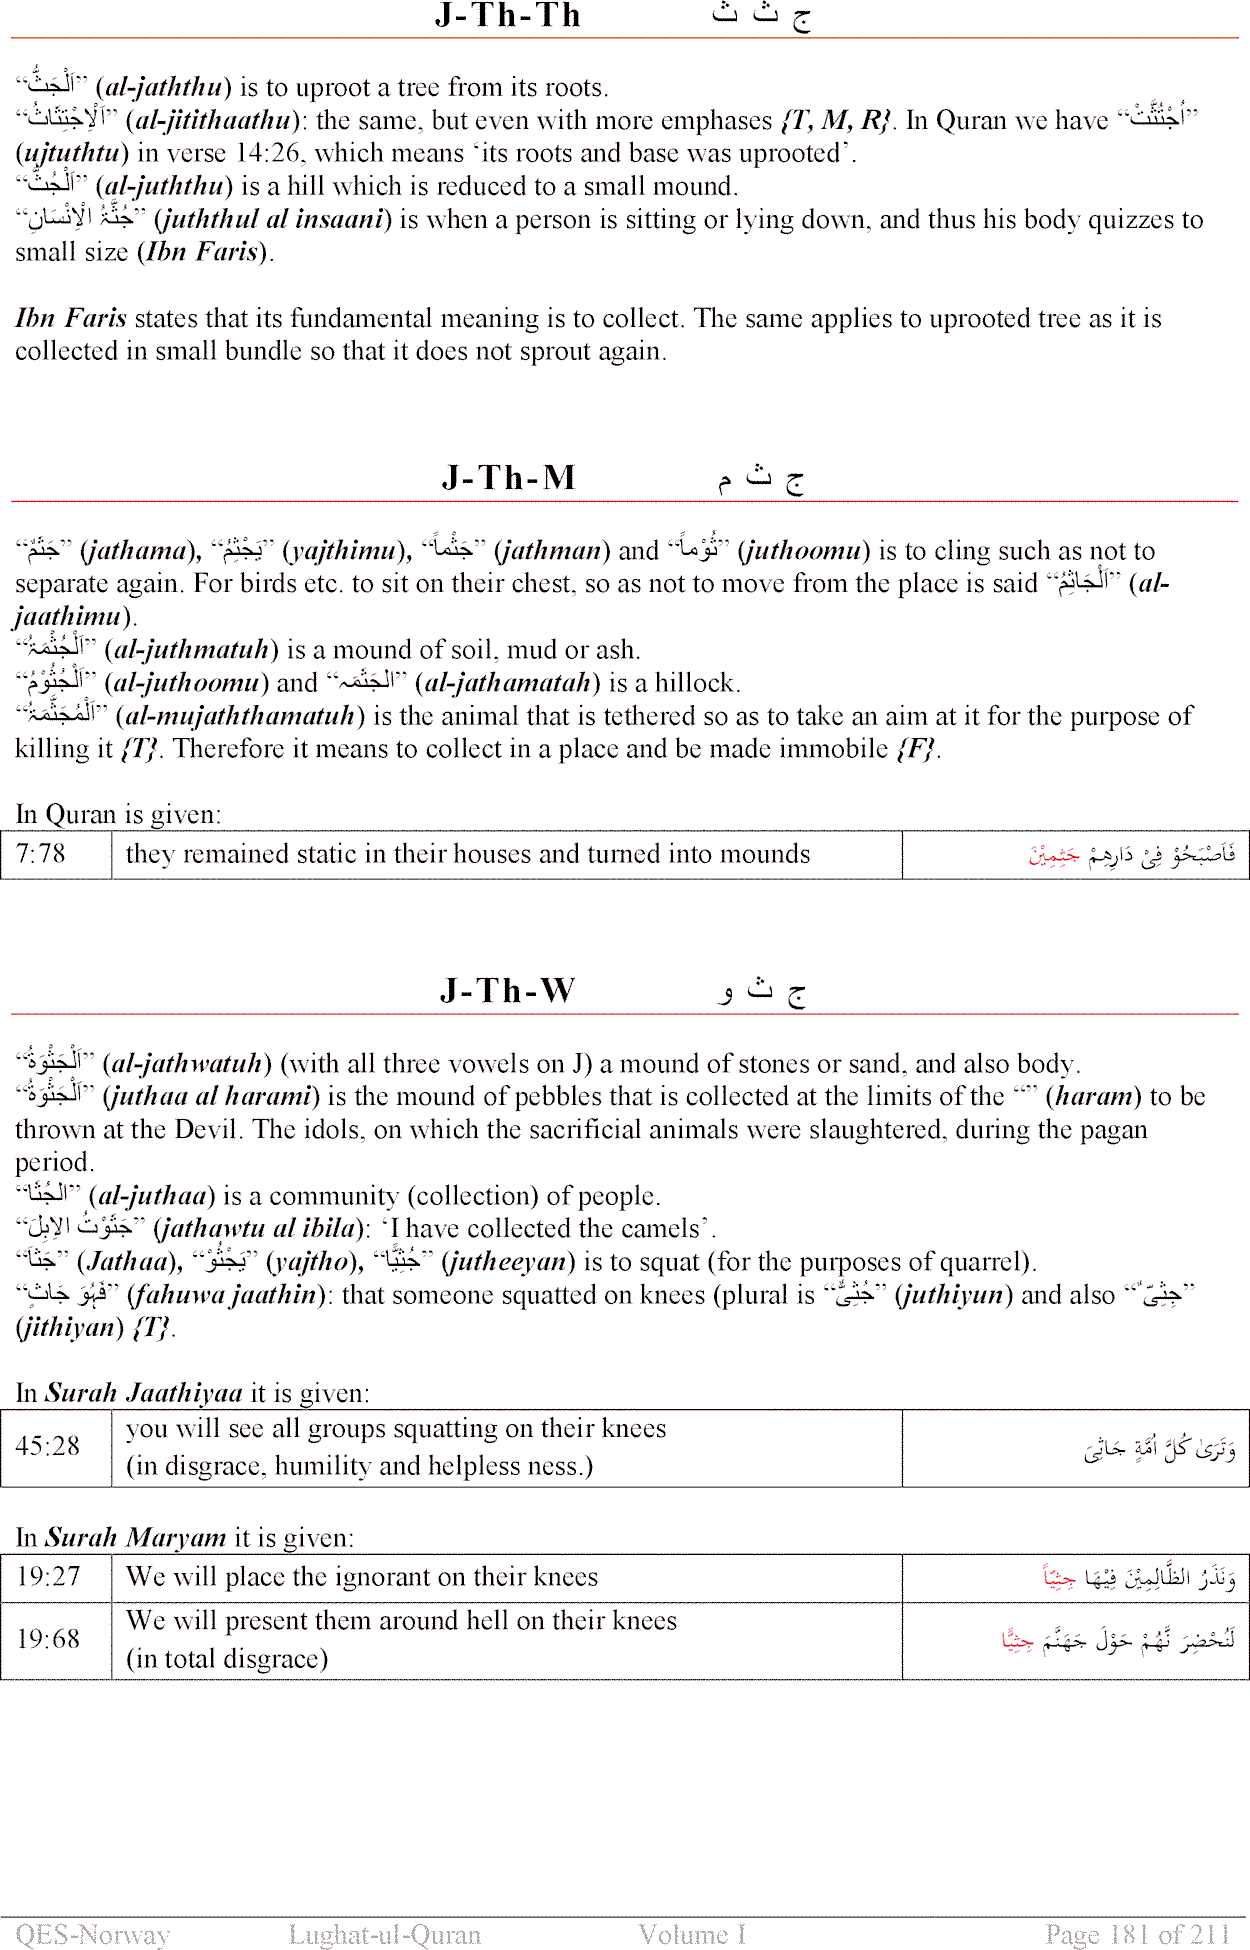 J-Th-Th ج ث ث
“اَلْجَثُّ” (al-jaththu) is to uproot a tree from its roots.
“اَلْاِجْتِثَاثُ” (al-jitithaathu): the same, but even with more emphases {T, M, R}. In Quran we have “اُجْتُثَّتْ”
(ujtuthtu) in verse 14:26, which means ‘its roots and base was uprooted’.
“اَلْجُثُّ” (al-juththu) is a hill which is reduced to a small mound.
“جُثَّۃُ الْاِنْسَانِ” (juththul al insaani) is when a person is sitting or lying down, and thus his body quizzes to
small size (Ibn Faris).
Ibn Faris states that its fundamental meaning is to collect. The same applies to uprooted tree as it is
collected in small bundle so that it does not sprout again.
J-Th-M ج ث م
“جَثَمَ” (jathama), “یَجْثِمُ” (yajthimu), “جَثْماً” (jathman) and “ثُوْماً” (juthoomu) is to cling such as not to
separate again. For birds etc. to sit on their chest, so as not to move from the place is said “اَلْجَاثِمُ” (al-
jaathimu).
“اَلْجُثْمَۃُ” (al-juthmatuh) is a mound of soil, mud or ash.
“اَلْجُثُوْمُ” (al-juthoomu) and “الجَثَمَہ” (al-jathamatah) is a hillock.
“اَلْمُجَثَّمَۃُ” (al-mujaththamatuh) is the animal that is tethered so as to take an aim at it for the purpose of
killing it {T}. Therefore it means to collect in a place and be made immobile {F}.
In Quran is given:
7:78 they remained static in their houses and turned into mounds فَاَصْبَحُوْ فِیْ دَارِهِمْ جٰثِمِیْنَ
J-Th-W ج ث و
“اَلْجَثْوَۃُ” (al-jathwatuh) (with all three vowels on J) a mound of stones or sand, and also body.
“اَلْجَثْوَۃُ” (juthaa al harami) is the mound of pebbles that is collected at the limits of the “” (haram) to be
thrown at the Devil. The idols, on which the sacrificial animals were slaughtered, during the pagan
period.
“الجُثَا” (al-juthaa) is a community (collection) of people.
“جَثَوْتُ الاِبِلَ” (jathawtu al ibila): ‘I have collected the camels’.
“جَثَاَ” (Jathaa), “یَجْثُوْ” (yajtho), “جُثِیًّا” (jutheeyan) is to squat (for the purposes of quarrel).
“فَهُوَ جَاثٍ” (fahuwa jaathin): that someone squatted on knees (plural is “جُثِیٌّ” (juthiyun) and also “جِثِیٌّ”
(jithiyan) {T}.
In Surah Jaathiyaa it is given:
45:28 you will see all groups squatting on their knees
(in disgrace, humility and helpless ness.) وَتَرَیٰ کُلَّ اُمَّةٍ جَاثِیَ
In Surah Maryam it is given:
19:27 We will place the ignorant on their knees وَنَذَرُ الظَّالِمِیْنَ فِیْهَا جِثِیّاً
19:68 We will present them around hell on their knees
(in total disgrace) لَنُحْضِرَ نَّهُمْ حَوْلَ جَهَنَّمَ جِثِیًّا
QES-Norway Lughat-ul-Quran Volume I Page 181 of 211